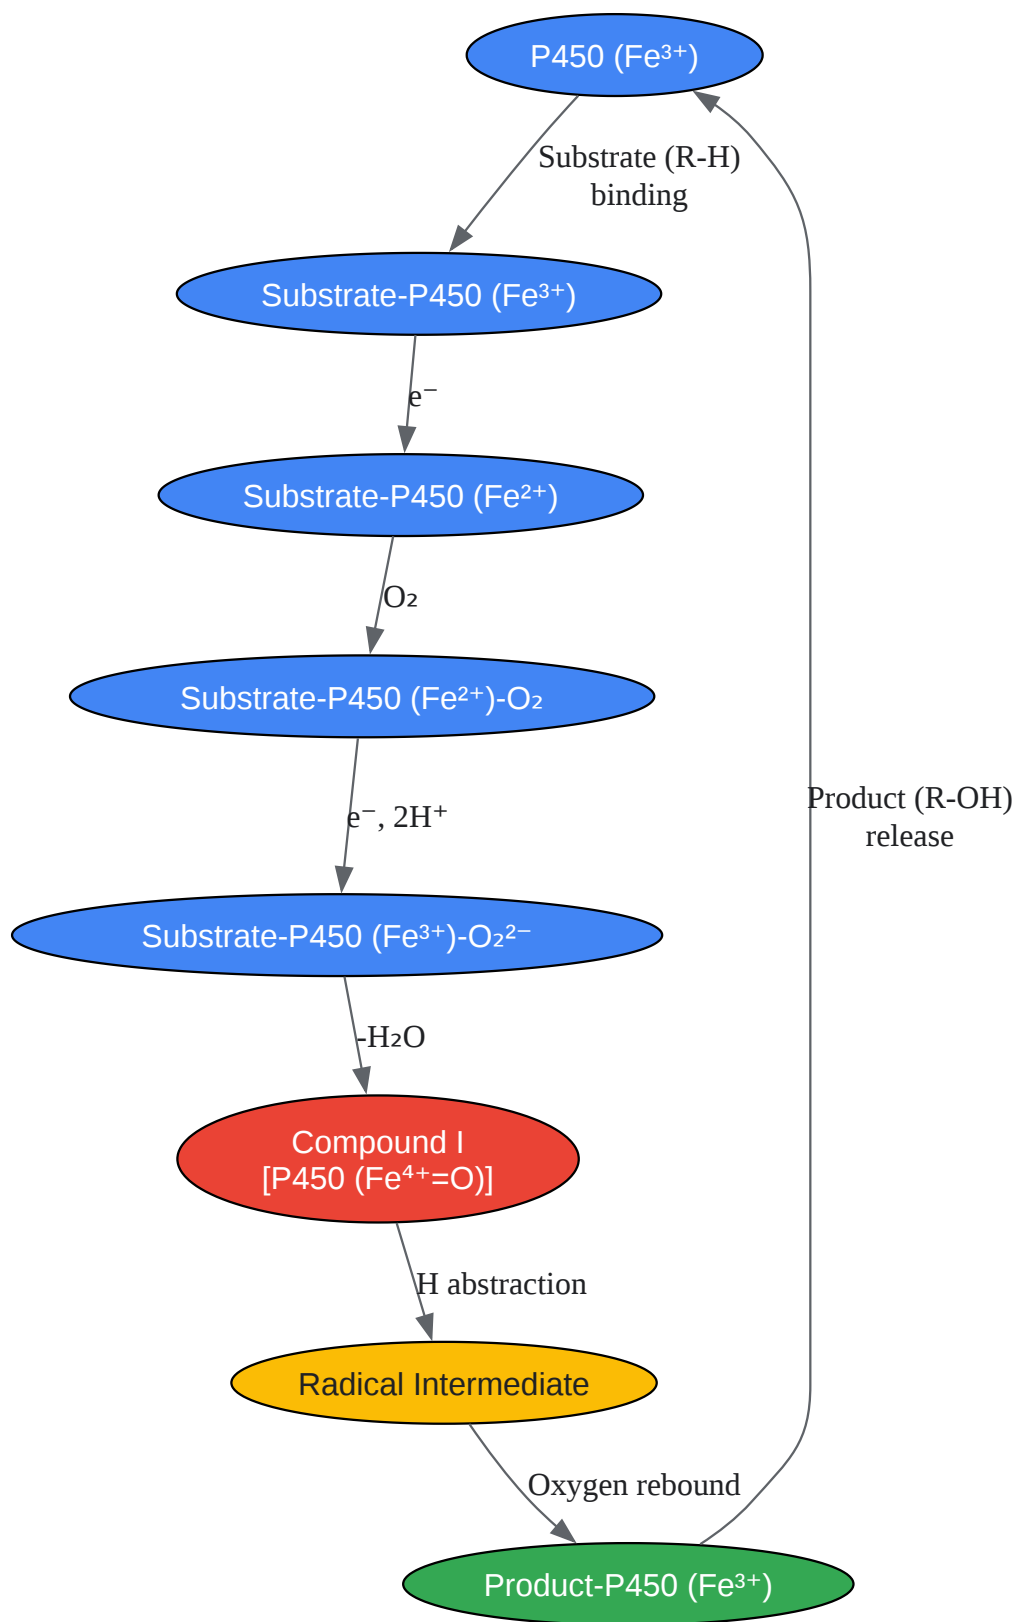 P450 (Fe³⁺)
Substrate (R-H)
binding
Substrate-P450 (Fe³⁺)
e⁻
Substrate-P450 (Fe²⁺)
O₂
Substrate-P450 (Fe²⁺)-O₂
e⁻, 2H⁺
Product (R-OH)
release
Substrate-P450 (Fe³⁺)-O₂²⁻
-H₂O
Compound I
[P450 (Fe⁴⁺=O)]
H abstraction
Radical Intermediate
Oxygen rebound
Product-P450 (Fe³⁺)